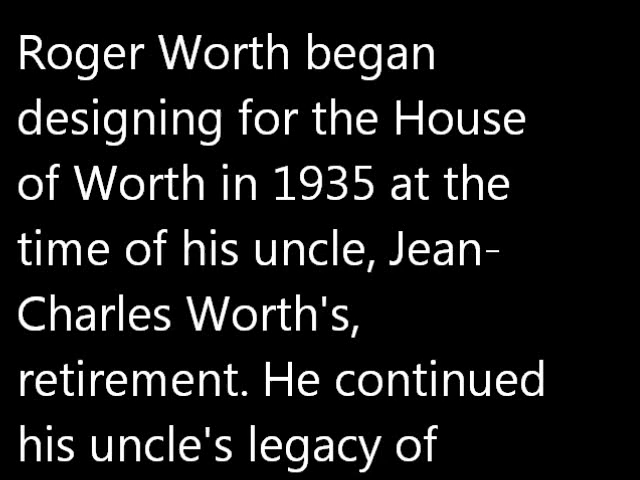 Roger Worth began
designing for the House
of Worth in 1935 at the
time of his uncle, Jean-
Charles Worth's,
retirement. He continued
his uncle's legacy of